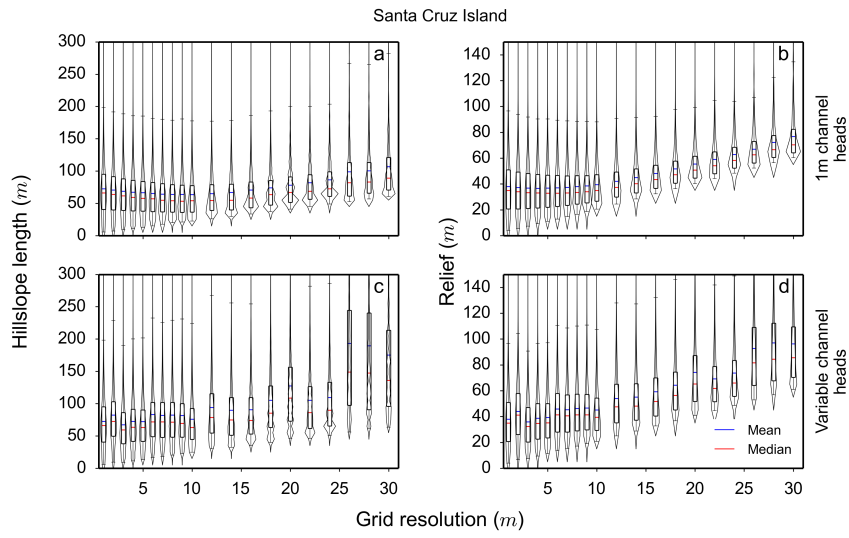 Santa Cruz Island
a
300
250
200
150
100
50
0
b
140
120
100
80
60
40
20
0
1m channel
heads
Hillslope length (m)
Relief (m)
c
300
250
200
150
100
50
0
5 10 15 20 25 30
d
140
120
100
80
60
40
20
0
5 10 15 20 25 30
Mean
Median
Variable channel
heads
Grid resolution (m)